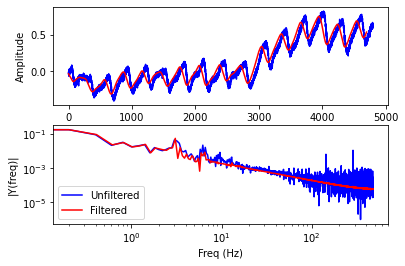 Amplitude
0.5
0.0
0 1000 2000 3000 4000 5000
|Y(freq)|
10⁻¹
10⁻³
10⁻⁵
Unfiltered
Filtered
10⁰ 10¹ 10²
Freq (Hz)